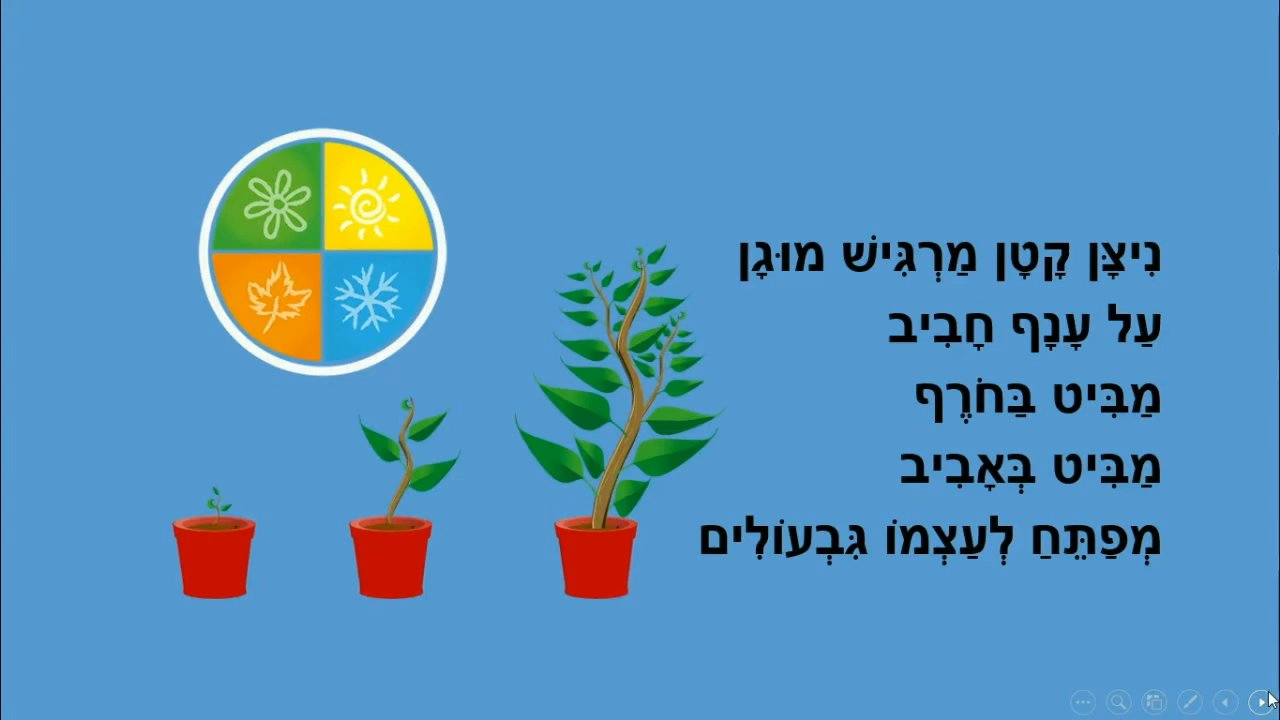 נִיצָּן קָטָן מַרְגִּישׁ מוּגָן
עַל עָנָף חָבִיב
מַבִּיט בַּחֹרֶף
מַבִּיט בְּאָבִיב
מְפַתֵּחַ לְעַצְמוֹ גִּבְעוֹלִים